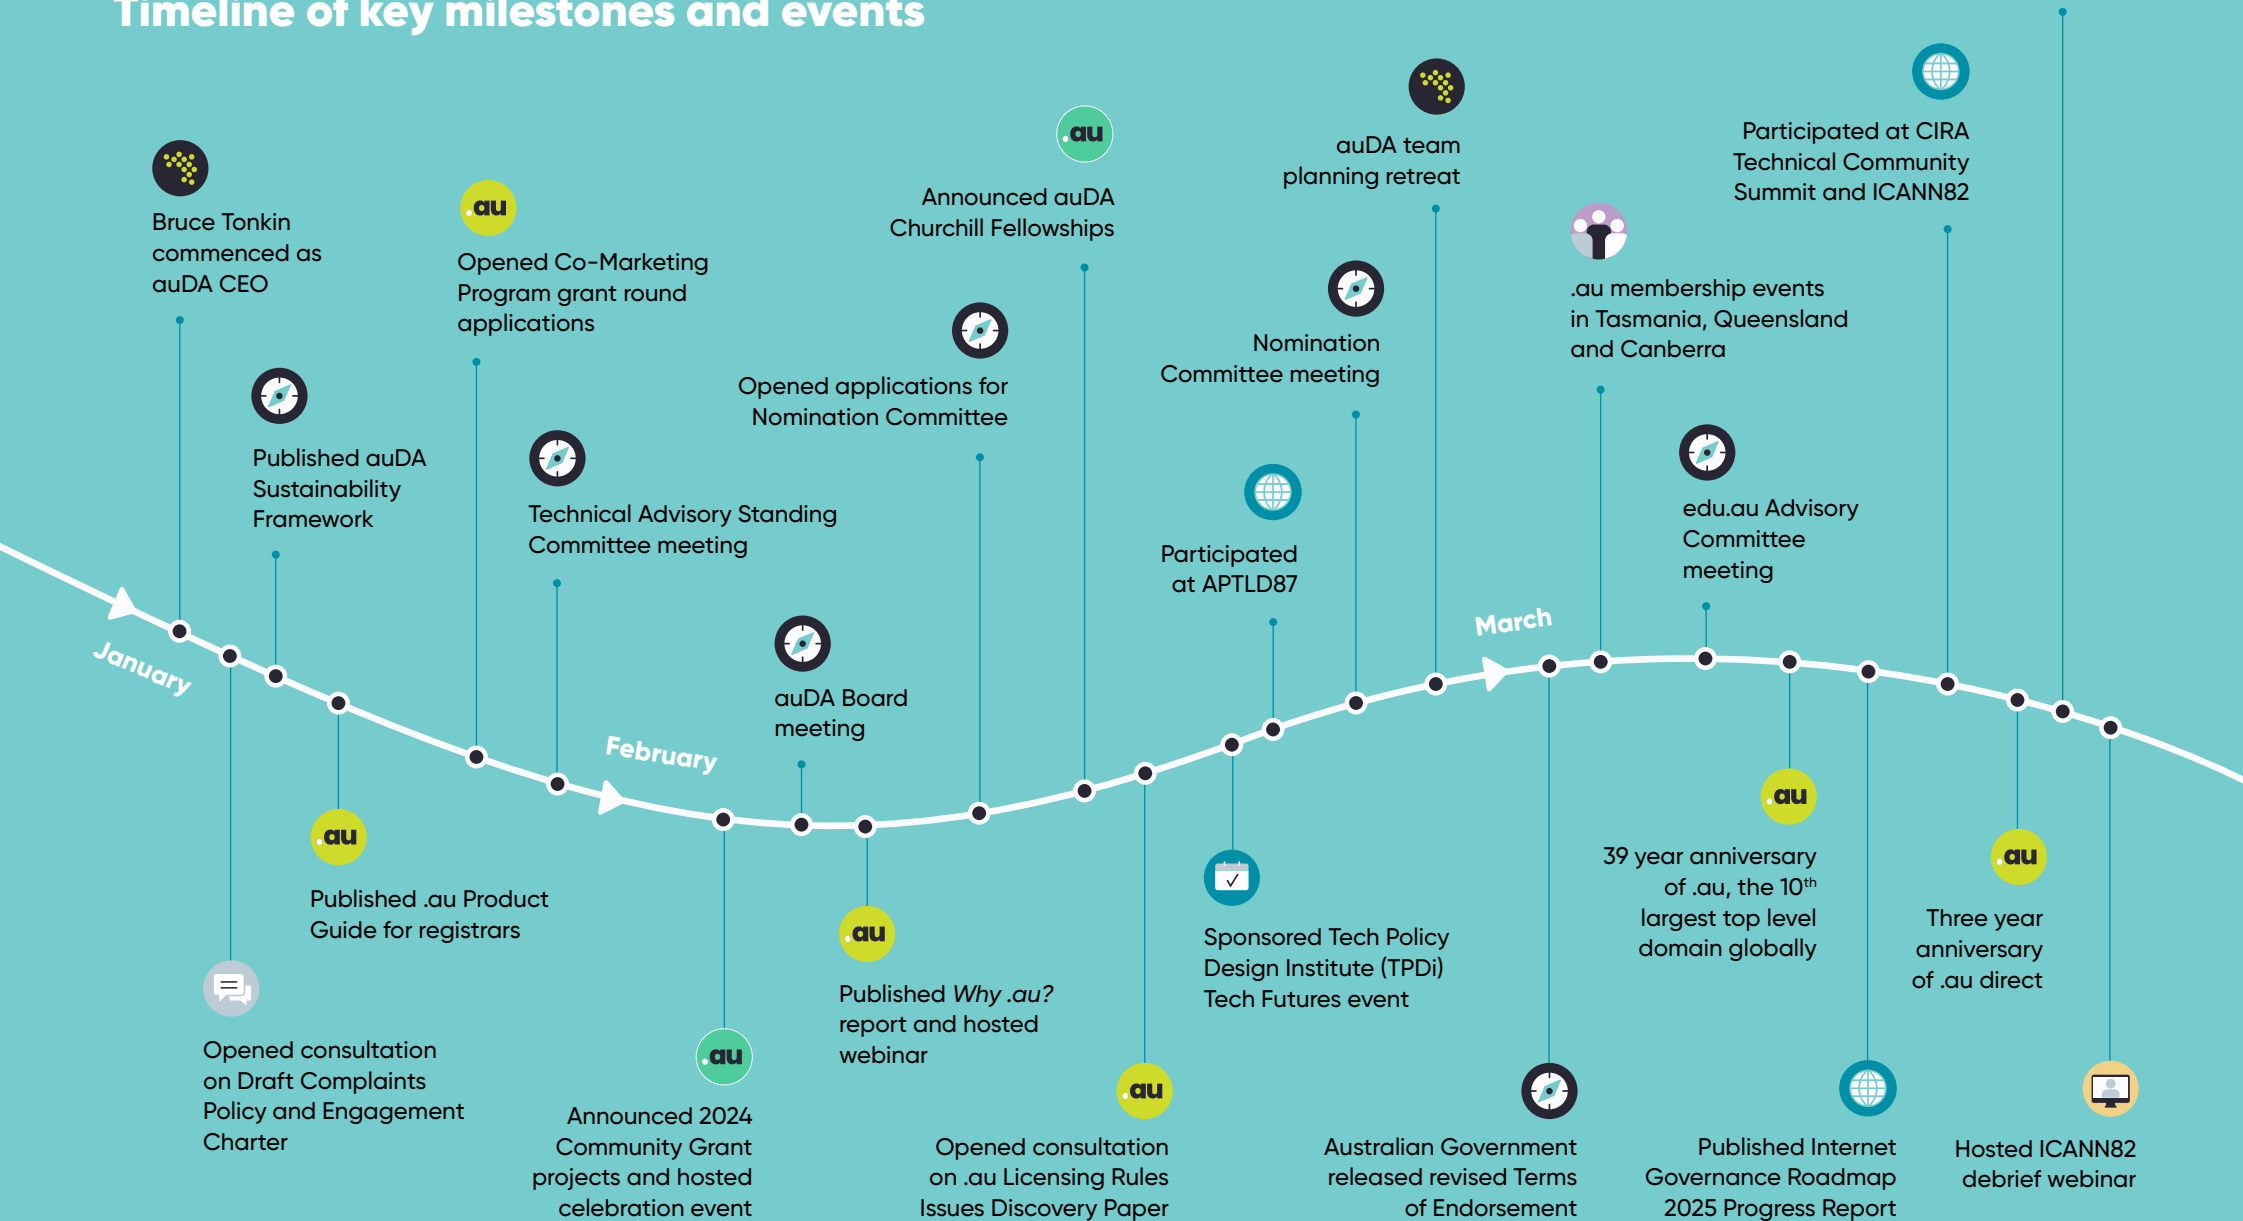 Timeline of key milestones and events
Bruce Tonkin
commenced as
auDA CEO
January
Opened consultation
on Draft Complaints
Policy and Engagement
Charter
Published auDA
Sustainability
Framework
.au
Published .au Product
Guide for registrars
.au
Opened Co-Marketing
Program grant round
applications
Technical Advisory Standing
Committee meeting
February
.au
Announced 2024
Community Grant
projects and hosted
celebration event
auDA Board
meeting
.au
Published Why .au?
report and hosted
webinar
Opened applications for
Nomination Committee
.au
Announced auDA
Churchill Fellowships
.au
Opened consultation
on .au Licensing Rules
Issues Discovery Paper
Sponsored Tech Policy
Design Institute (TPDi)
Tech Futures event
Participated
at APTLD87
Nomination
Committee meeting
auDA team
planning retreat
March
Australian Government
released revised Terms
of Endorsement
.au membership events
in Tasmania, Queensland
and Canberra
edu.au Advisory
Committee
meeting
.au
39 year anniversary
of .au, the 10th
largest top level
domain globally
Published Internet
Governance Roadmap
2025 Progress Report
Participated at CIRA
Technical Community
Summit and ICANN82
.au
Three year
anniversary
of .au direct
Hosted ICANN82
debrief webinar